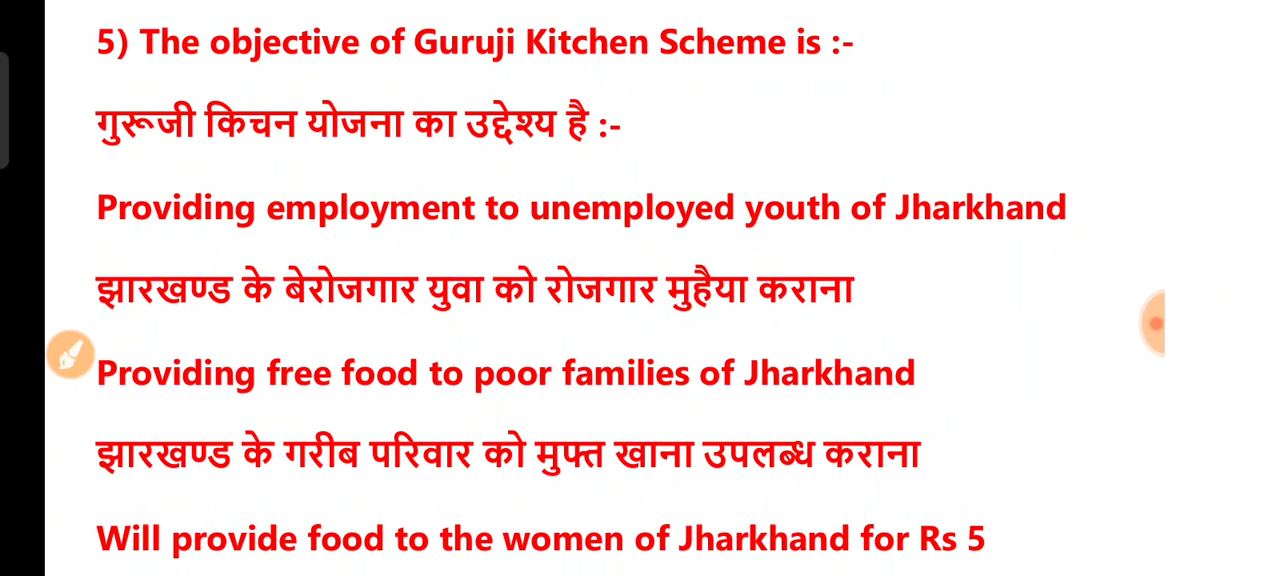 5) The objective of Guruji Kitchen Scheme is :-
गुरूजी किचन योजना का उद्देश्य है :-
Providing employment to unemployed youth of Jharkhand
झारखण्ड के बेरोजगार युवा को रोजगार मुहैया कराना
Providing free food to poor families of Jharkhand
झारखण्ड के गरीब परिवार को मुफ्त खाना उपलब्ध कराना
Will provide food to the women of Jharkhand for Rs 5